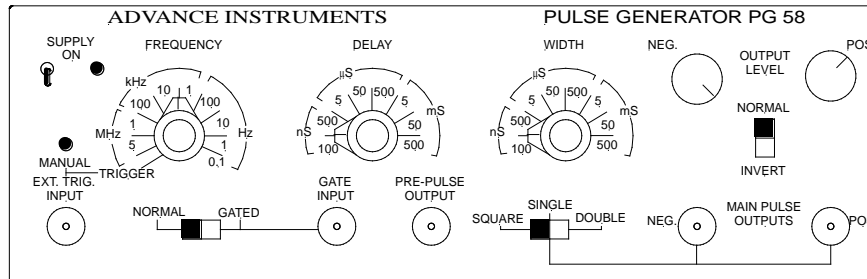 ADVANCE INSTRUMENTS
PULSE GENERATOR PG 58
SUPPLY
ON
FREQUENCY
DELAY
WIDTH
NEG.
OUTPUT
LEVEL
POS
kHz
10
1
100
100
MHz
1
10
Hz
5
1
0.1
µS
50
500
5
5
500
mS
50
nS
100
500
µS
50
500
5
5
500
mS
50
nS
100
500
NORMAL
INVERT
MANUAL
TRIGGER
EXT. TRIG.
INPUT
NORMAL
GATED
GATE
INPUT
PRE-PULSE
OUTPUT
SINGLE
SQUARE
DOUBLE
NEG.
MAIN PULSE
OUTPUTS
POS